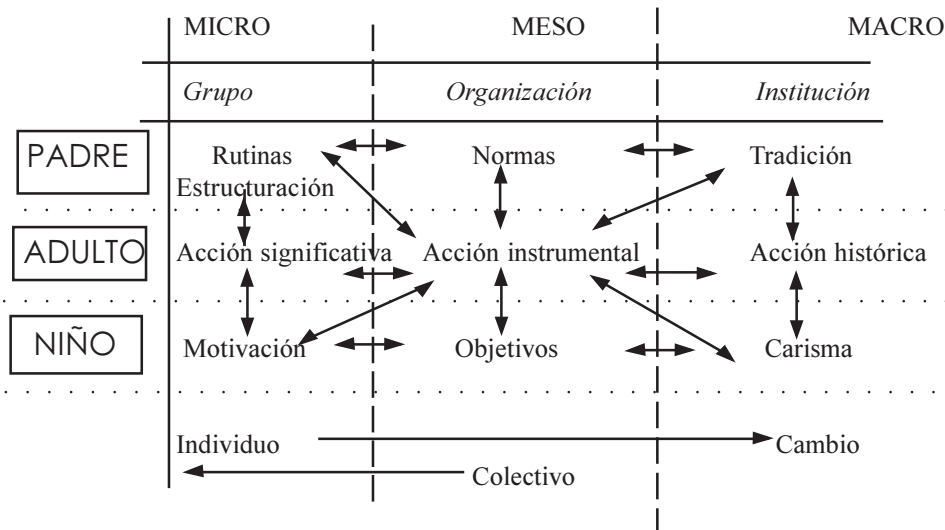 MICRO MESO MACRO
Grupo Organización Institución
PADRE Rutinas Normas Tradición
Estructuración
ADULTO Acción significativa Acción instrumental Acción histórica
NIÑO Motivación Objetivos Carisma
Individuo Cambio
Colectivo